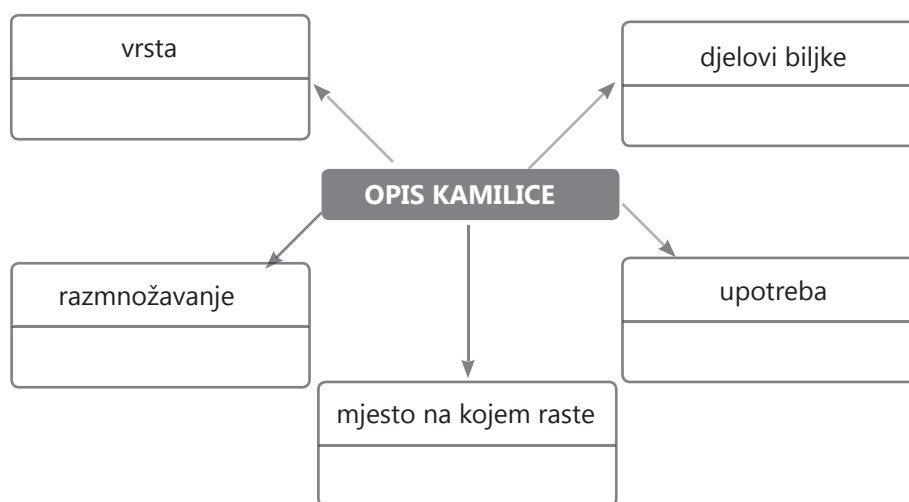 vrsta
djelovi biljke
OPIS KAMILICE
razmnožavanje
upotreba
mjesto na kojem raste